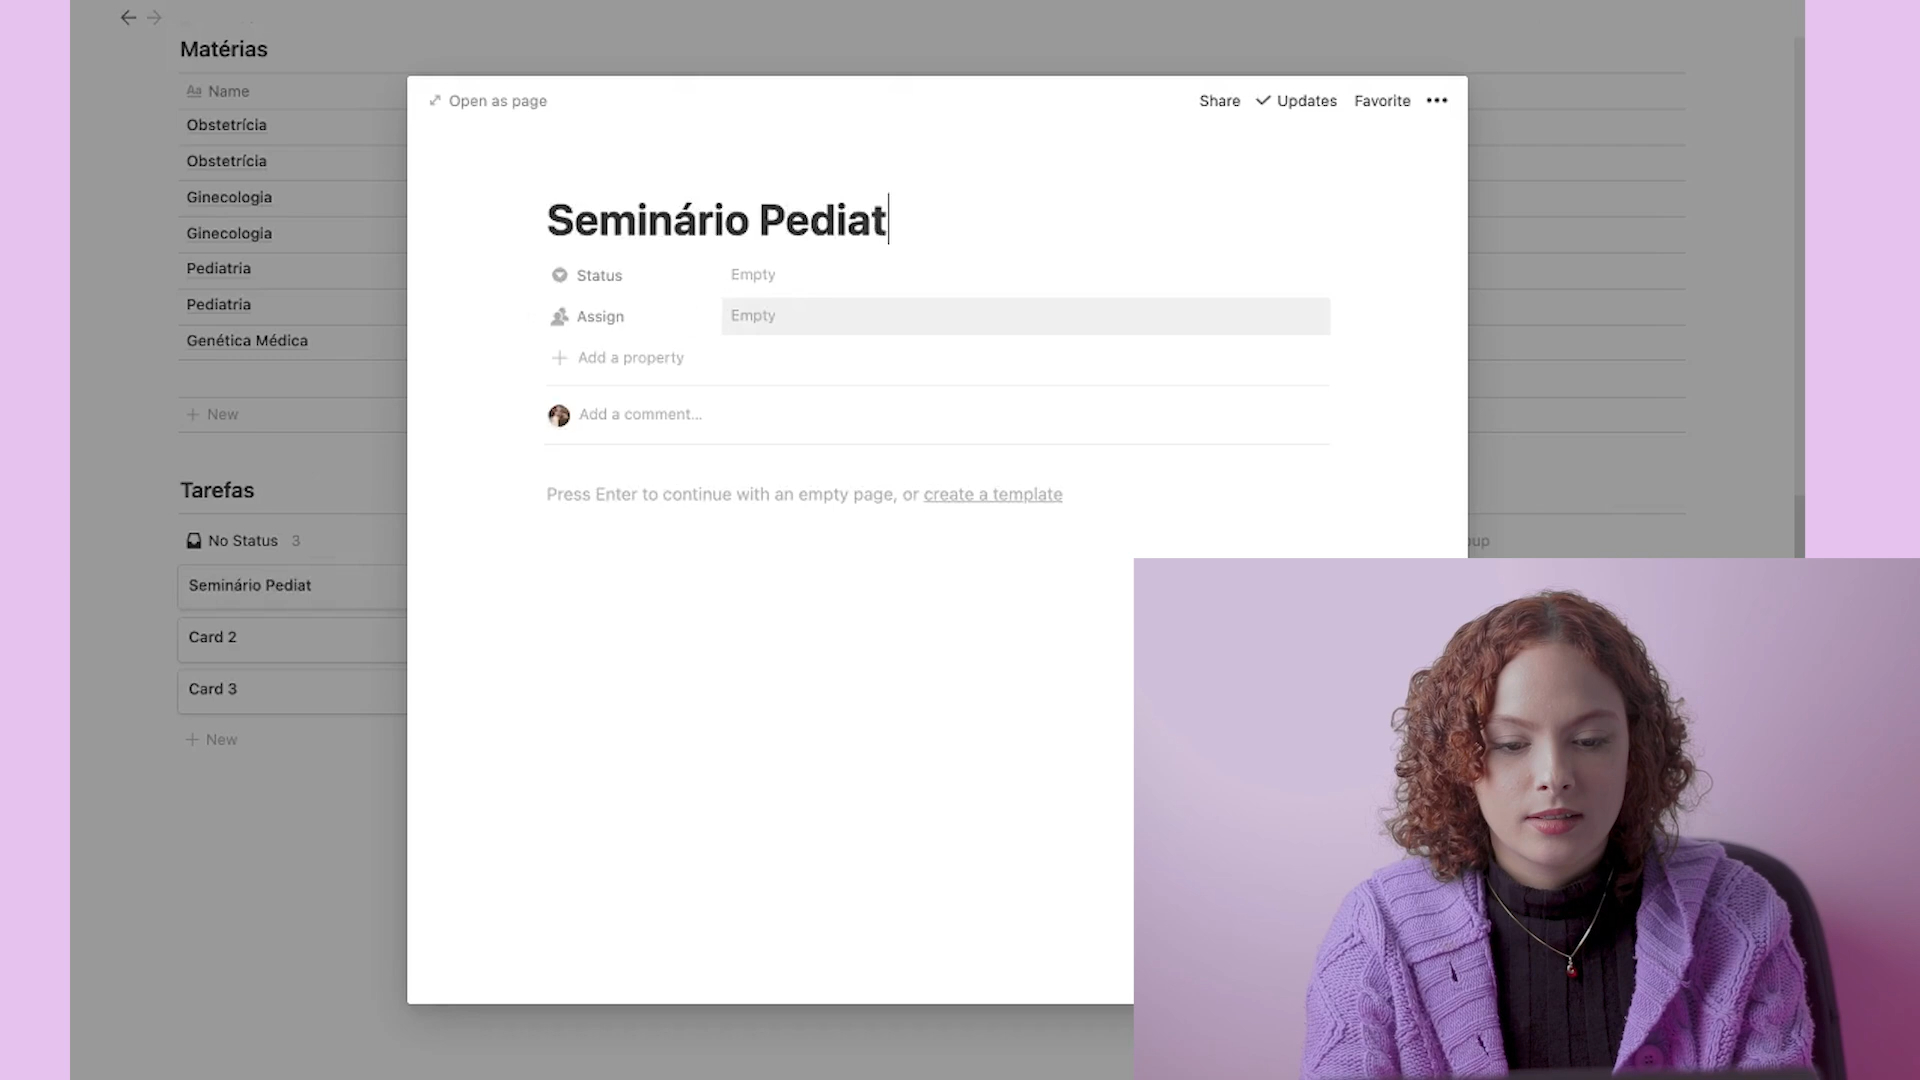 Matérias
Aa Name
Obstetrícia
Obstetrícia
Ginecologia
Ginecologia
Pediatria
Pediatria
Genética Médica
+ New
Tarefas
No Status 3
Seminário Pediat
Card 2
Card 3
+ New
Open as page
Share Updates Favorite •••
Seminário Pediat
Status Empty
Assign Empty
+ Add a property
Add a comment...
Press Enter to continue with an empty page, or create a template